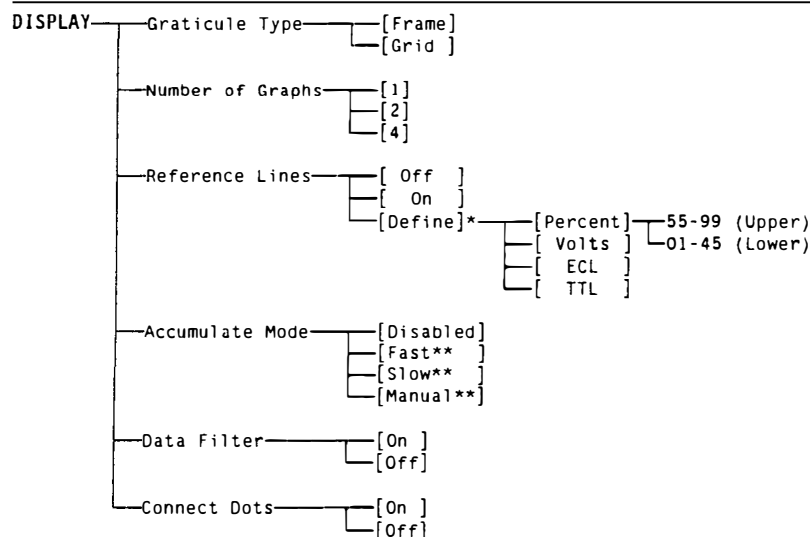 DISPLAY Graticule Type [Frame]
[Grid ]
Number of Graphs [1]
[2]
[4]
Reference Lines [ Off ]
[ On ]
[Define]* [Percent] 55-99 (Upper)
[ Volts ] 01-45 (Lower)
[ ECL ]
[ TTL ]
Accumulate Mode [Disabled]
[Fast** ]
[Slow** ]
[Manual**]
Data Filter [On ]
[Off]
Connect Dots [On ]
[Off]